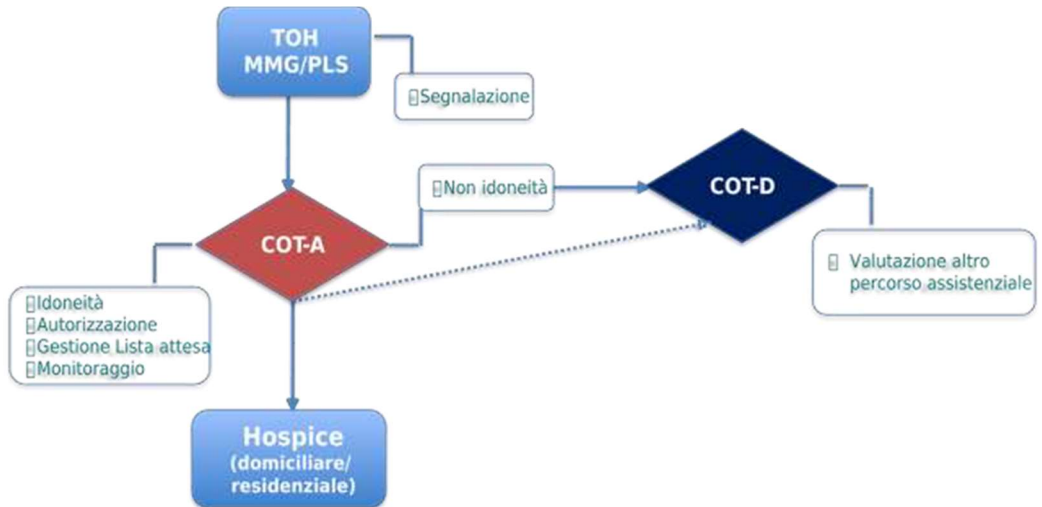 TOH
MMG/PLS
Segnalazione
Non idoneità
COT-D
COT-A
Valutazione altro
percorso assistenziale
Idoneità
Autorizzazione
Gestione Lista attesa
Monitoraggio
Hospice
(domiciliare/
residenziale)